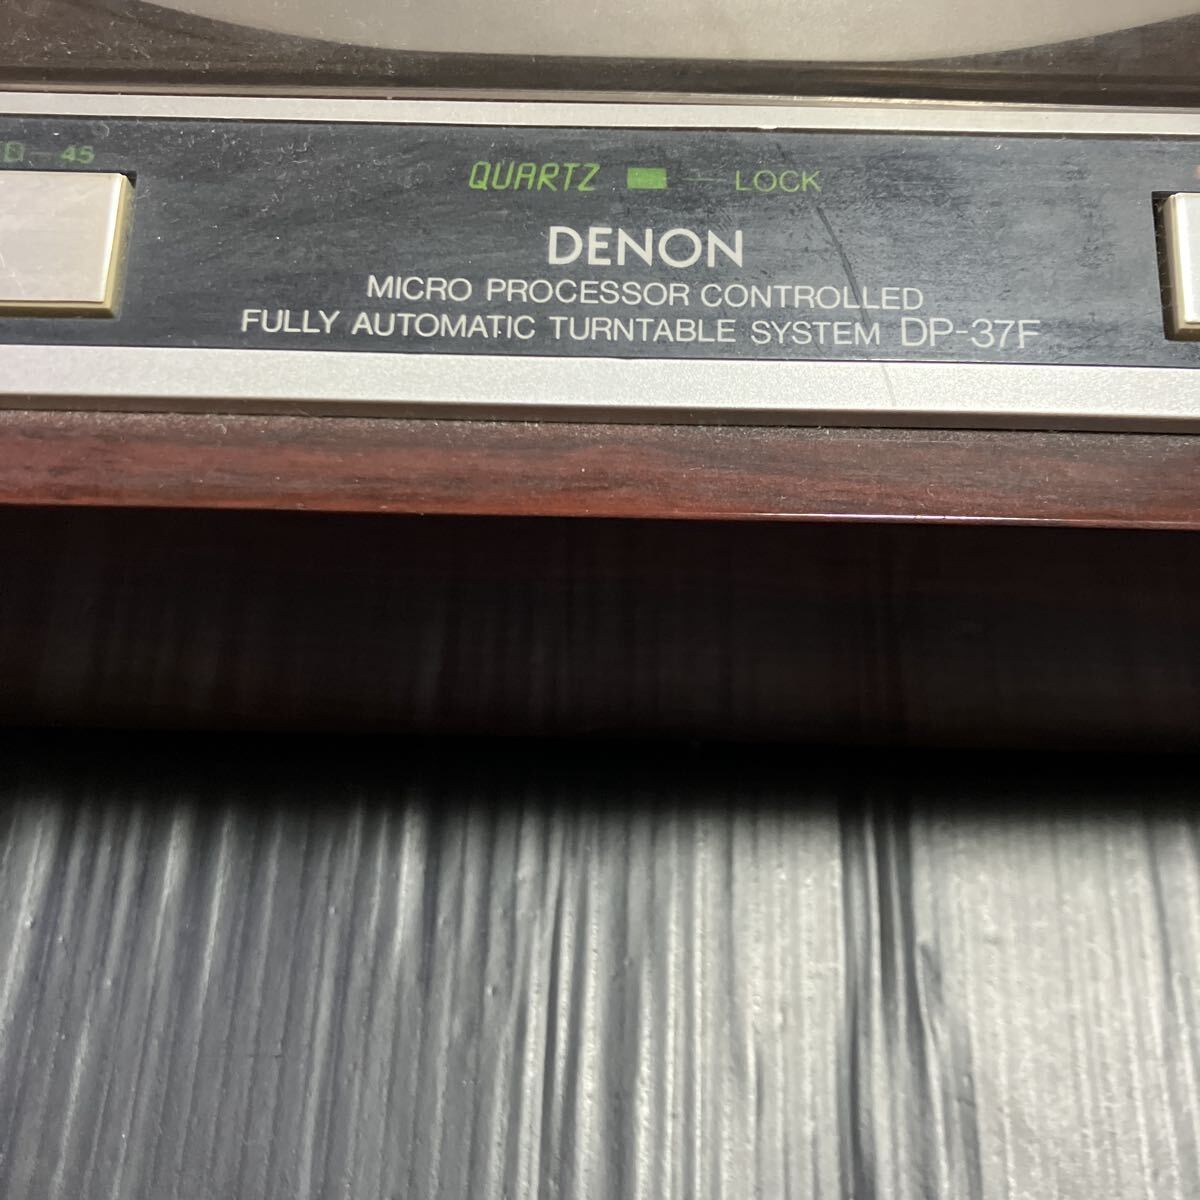 45
QUARTZ LOCK
DENON
MICRO PROCESSOR CONTROLLED
FULLY AUTOMATIC TURNTABLE SYSTEM DP-37F